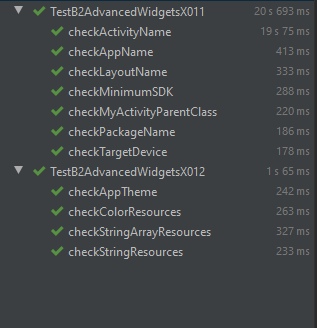 TestB2AdvancedWidgetsX011 20 s 693 ms
checkActivityName 19 s 75 ms
checkAppName 413 ms
checkLayoutName 333 ms
checkMinimumSDK 288 ms
checkMyActivityParentClass 220 ms
checkPackageName 186 ms
checkTargetDevice 178 ms
TestB2AdvancedWidgetsX012 1 s 65 ms
checkAppTheme 242 ms
checkColorResources 263 ms
checkStringArrayResources 327 ms
checkStringResources 233 ms